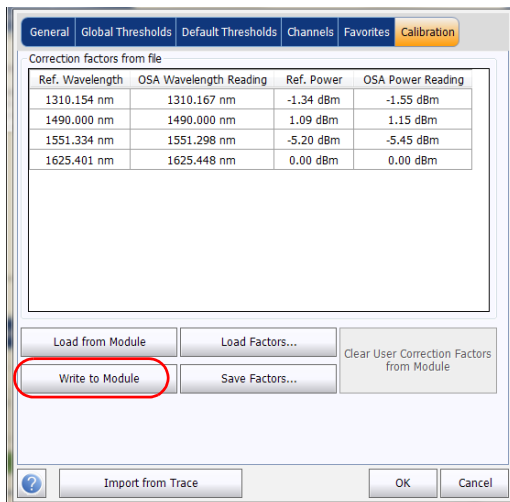 General Global Thresholds Default Thresholds Channels Favorites Calibration
Correction factors from file
Ref. Wavelength OSA Wavelength Reading Ref. Power OSA Power Reading
1310.154 nm 1310.167 nm -1.34 dBm -1.55 dBm
1490.000 nm 1490.000 nm 1.09 dBm 1.15 dBm
1551.334 nm 1551.298 nm -5.20 dBm -5.45 dBm
1625.401 nm 1625.448 nm 0.00 dBm 0.00 dBm
Load from Module Load Factors...
Clear User Correction Factors
from Module
Write to Module Save Factors...
? Import from Trace OK Cancel